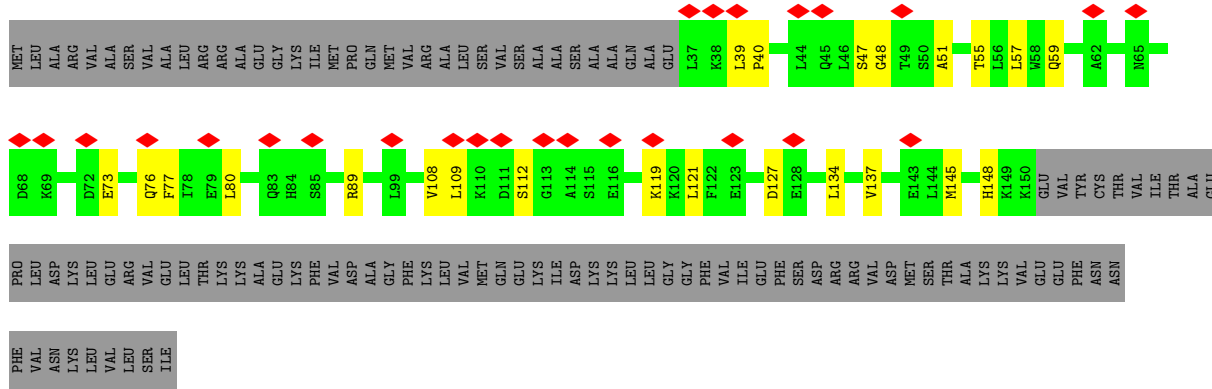 MET LEU ALA ARG VAL ALA SER VAL ALA LEU ARG ARG ALA GLU GLY LYS ILE MET PRO GLN MET VAL ARG ALA LEU SER VAL SER ALA ALA SER ALA ALA GLN ALA GLU L37 K38 L39 P40 L44 Q45 L46 S47 G48 T49 S50 A51 T55 L56 L57 W58 Q59 A62 N65
D68 K69 D72 E73 Q76 F77 I78 E79 L80 Q83 H84 S85 R89 L99 V108 L109 K110 D111 S112 G113 A114 S115 E116 K119 K120 L121 F122 E123 D127 E128 L134 V137 E143 L144 M145 H148 K149 K150 GLU VAL TYR CYS THR VAL ILE THR ALA GLU
PRO LEU ASP LYS LEU GLU ARG VAL GLU LEU THR LYS LYS ALA GLU LYS PHE VAL ASP ALA GLY PHE LYS LEU VAL MET GLN GLU LYS ILE ASP LYS LYS LEU LEU GLY GLY PHE VAL ILE GLU PHE SER ASP ARG ARG VAL ASP MET SER THR ALA LYS LYS VAL GLU GLU PHE ASN ASN
PHE VAL ASN LYS LEU VAL LEU SER ILE